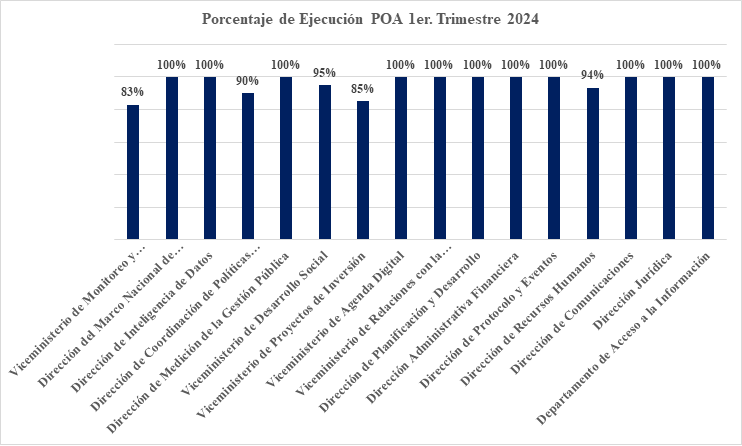 Porcentaje de Ejecución POA 1er. Trimestre 2024
83%
100%
100%
90%
100%
95%
85%
100%
100%
100%
100%
100%
94%
100%
100%
100%
Viceministerio de Monitoreo y…
Dirección del Marco Nacional de…
Dirección de Inteligencia de Datos
Dirección de Coordinación de Políticas…
Dirección de Medición de la Gestión Pública
Viceministerio de Desarrollo Social
Viceministerio de Proyectos de Inversión
Viceministerio de Agenda Digital
Viceministerio de Relaciones con la…
Dirección de Planificación y Desarrollo
Dirección Administrativa Financiera
Dirección de Protocolo y Eventos
Dirección de Recursos Humanos
Dirección de Comunicaciones
Dirección Jurídica
Departamento de Acceso a la Información